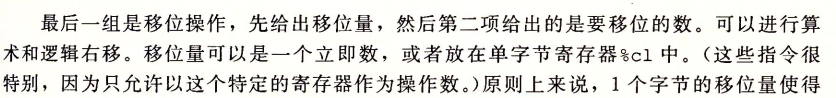 最后一组是移位操作，先给出移位量，然后第二项给出的是要移位的数。可以进行算
术和逻辑右移。移位量可以是一个立即数，或者放在单字节寄存器%cl 中。（这些指令很
特别，因为只允许以这个特定的寄存器作为操作数。）原则上来说，1 个字节的移位量使得